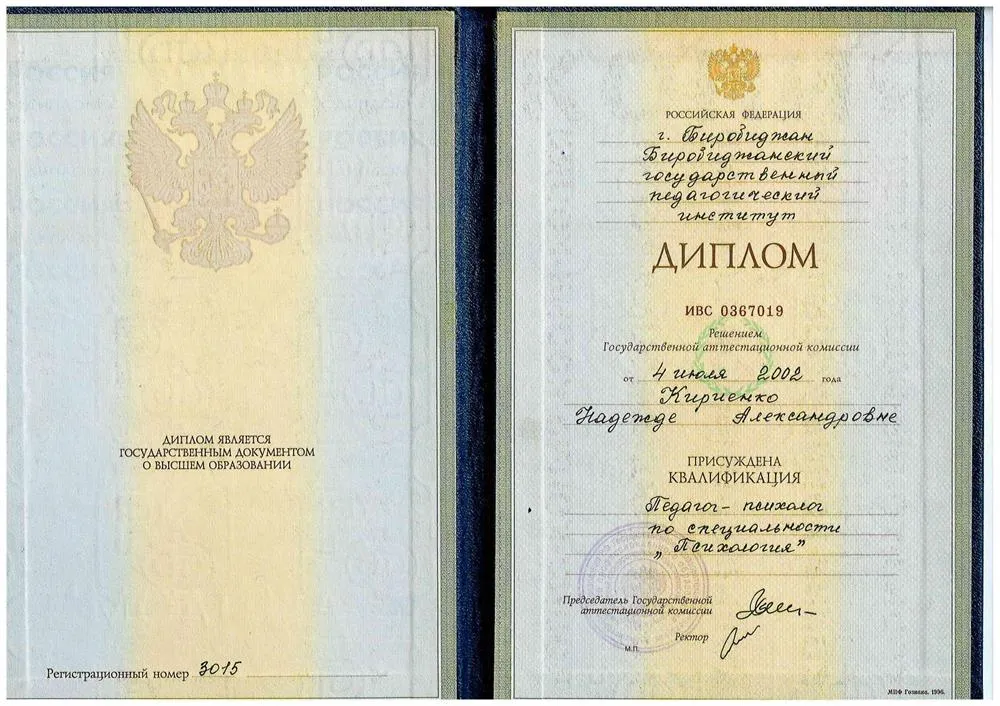 ДИПЛОМ ЯВЛЯЕТСЯ
ГОСУДАРСТВЕННЫМ ДОКУМЕНТОМ
О ВЫСШЕМ ОБРАЗОВАНИИ
Регистрационный номер 3015
РОССИЙСКАЯ ФЕДЕРАЦИЯ
г. Биробиджан
Биробиджанский
государственный
педагогический
институт
ДИПЛОМ
ИВС 0367019
Решением
Государственной аттестационной комиссии
от 4 июля 2002 года
Кириенко
Надежде Александровне
ПРИСУЖДЕНА
КВАЛИФИКАЦИЯ
Педагог-психолог
по специальности
„Психология”
Председатель Государственной
аттестационной комиссии
Ректор
М.П.
МПФ Гознака. 1996.